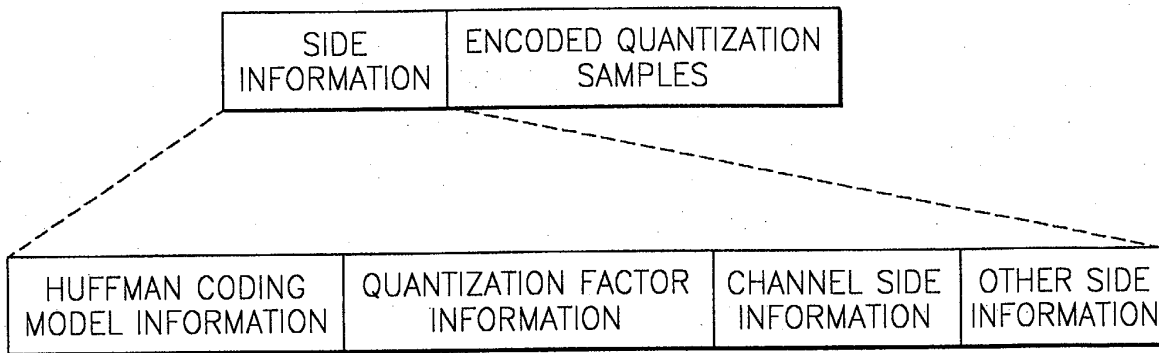 SIDE
INFORMATION
ENCODED QUANTIZATION
SAMPLES
HUFFMAN CODING
MODEL INFORMATION
QUANTIZATION FACTOR
INFORMATION
CHANNEL SIDE
INFORMATION
OTHER SIDE
INFORMATION